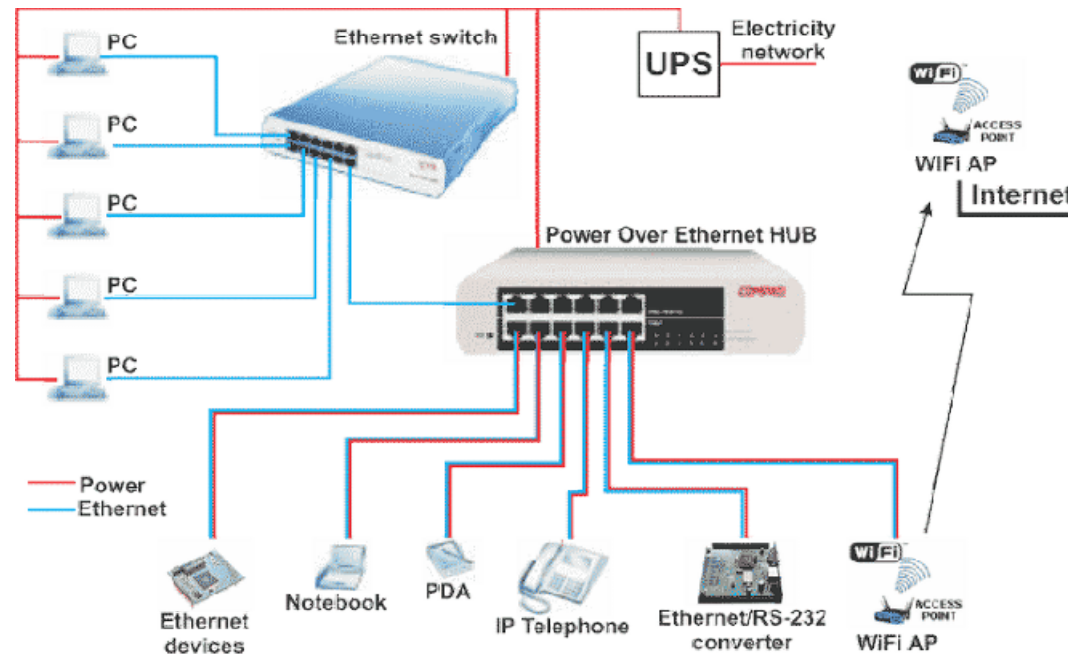 PC
Ethernet switch
UPS
Electricity
network
WiFi
ACCESS
POINT
WIFi AP
Internet
PC
PC
PC
PC
Power Over Ethernet HUB
COMPAQ
Power
Ethernet
Ethernet
devices
Notebook
PDA
IP Telephone
Ethernet/RS-232
converter
WiFi
ACCESS
POINT
WiFi AP